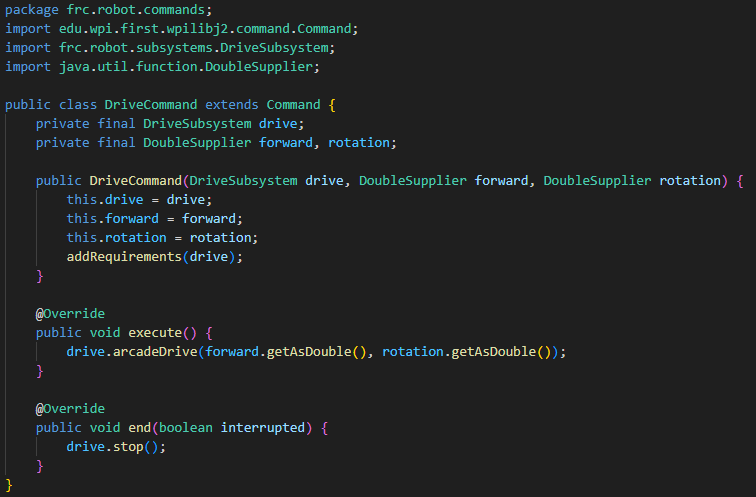 package frc.robot.commands;
import edu.wpi.first.wpilibj2.command.Command;
import frc.robot.subsystems.DriveSubsystem;
import java.util.function.DoubleSupplier;

public class DriveCommand extends Command {
    private final DriveSubsystem drive;
    private final DoubleSupplier forward, rotation;

    public DriveCommand(DriveSubsystem drive, DoubleSupplier forward, DoubleSupplier rotation) {
        this.drive = drive;
        this.forward = forward;
        this.rotation = rotation;
        addRequirements(drive);
    }

    @Override
    public void execute() {
        drive.arcadeDrive(forward.getAsDouble(), rotation.getAsDouble());
    }

    @Override
    public void end(boolean interrupted) {
        drive.stop();
    }
}